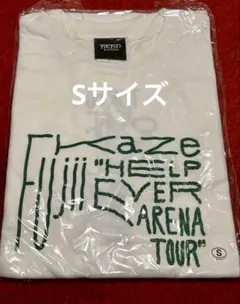 Sサイズ
Fujii Kaze
"HELP
EVER
ARENA
TOUR"
S